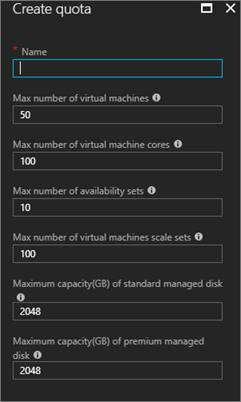 Create quota
* Name
Max number of virtual machines
50
Max number of virtual machine cores
100
Max number of availability sets
10
Max number of virtual machines scale sets
100
Maximum capacity(GB) of standard managed disk
2048
Maximum capacity(GB) of premium managed
disk
2048